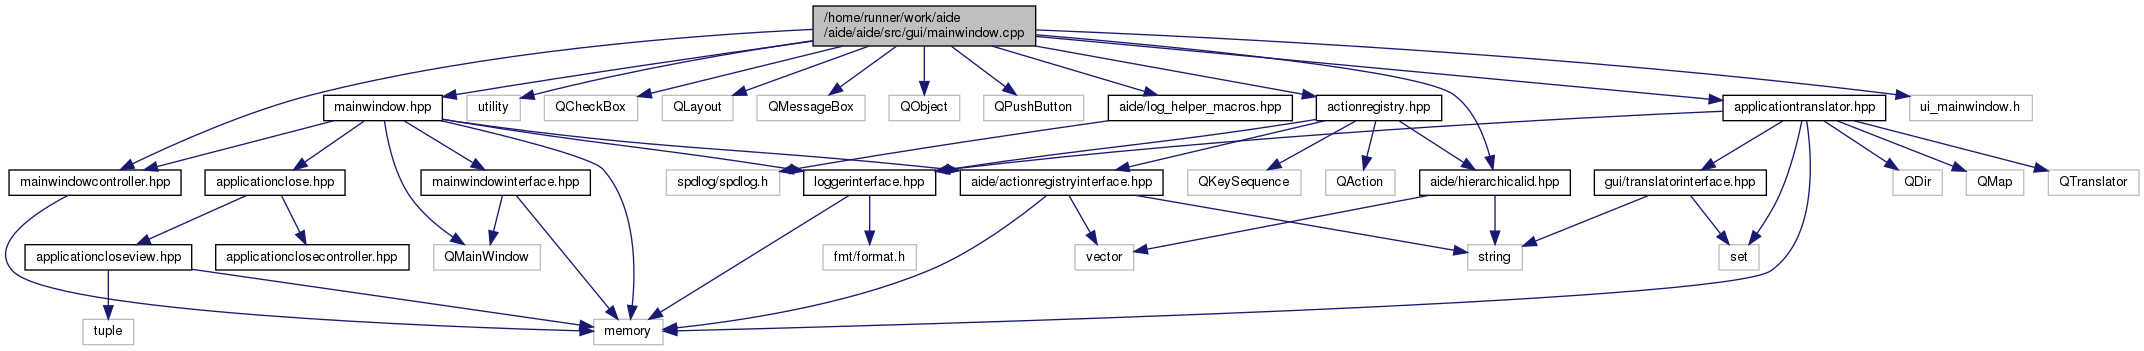 /home/runner/work/aide
/aide/aide/src/gui/mainwindow.cpp
mainwindow.hpp
utility
QCheckBox
QLayout
QMessageBox
QObject
QPushButton
aide/log_helper_macros.hpp
actionregistry.hpp
applicationtranslator.hpp
ui_mainwindow.h
mainwindowcontroller.hpp
applicationclose.hpp
mainwindowinterface.hpp
spdlog/spdlog.h
loggerinterface.hpp
aide/actionregistryinterface.hpp
QKeySequence
QAction
aide/hierarchicalid.hpp
gui/translatorinterface.hpp
QDir
QMap
QTranslator
applicationcloseview.hpp
applicationclosecontroller.hpp
QMainWindow
fmt/format.h
vector
string
set
tuple
memory